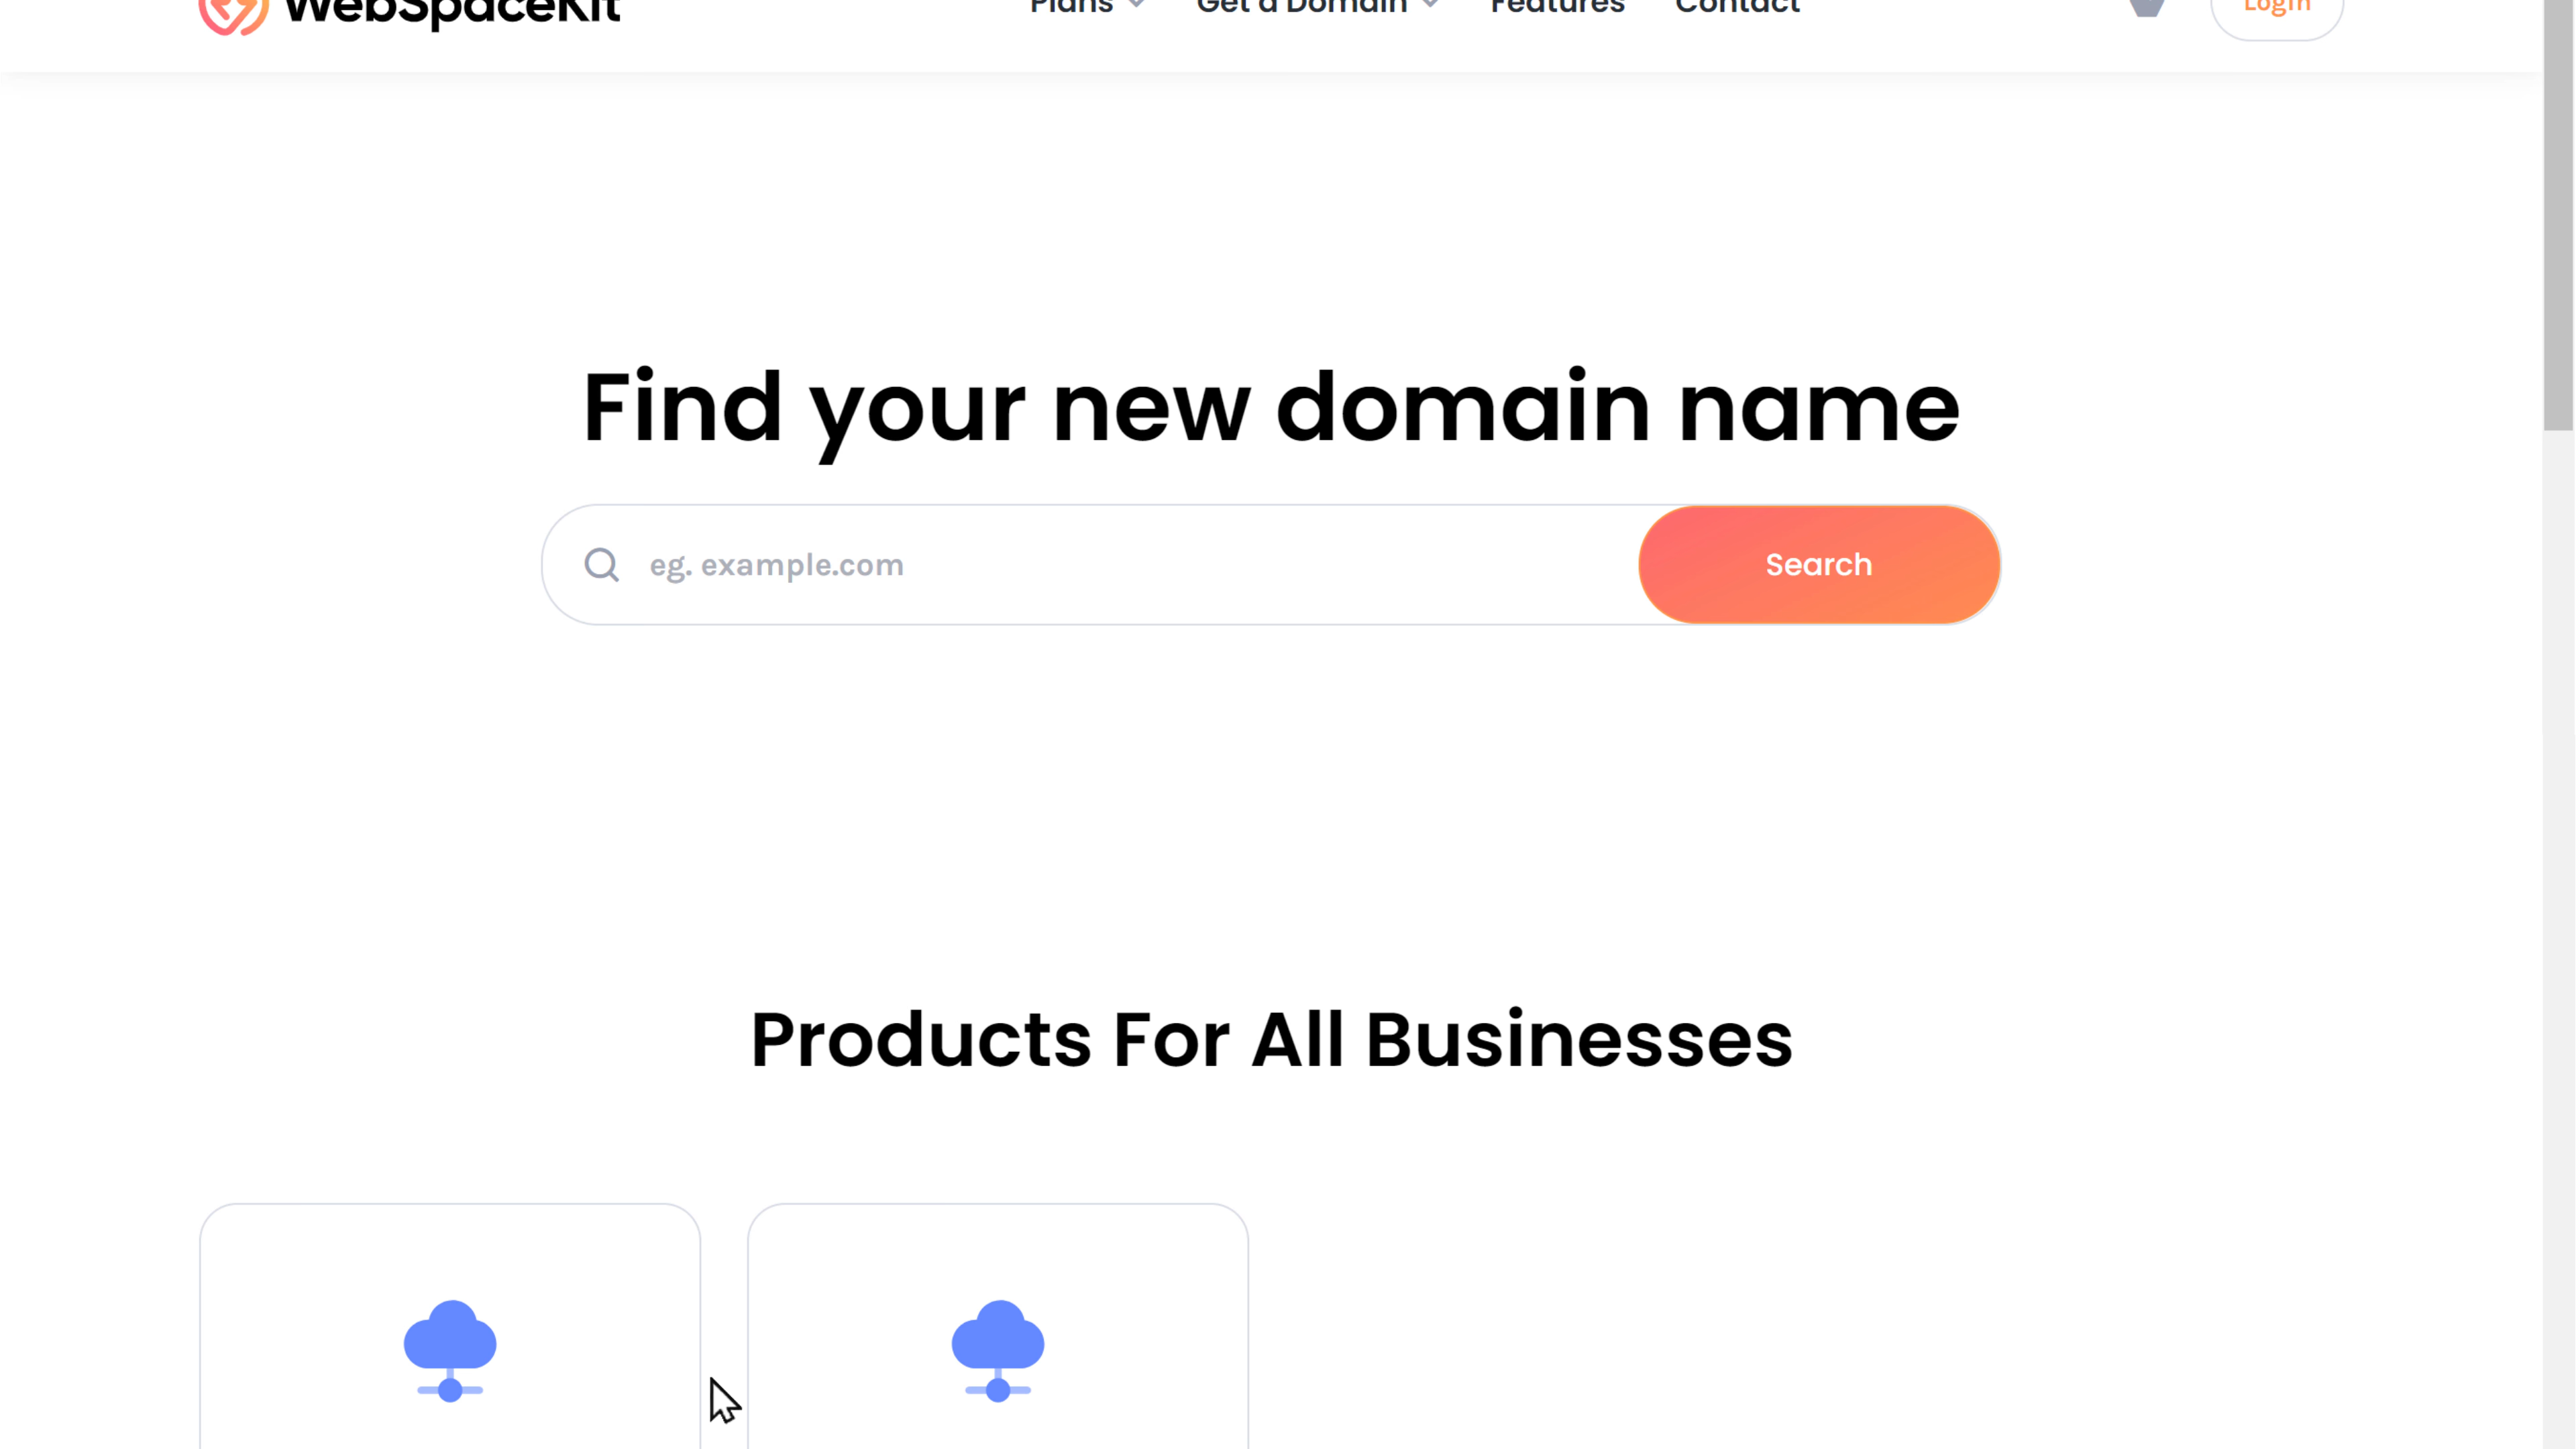 WebSpaceKit
Plans
Get a Domain
Features
Contact
Login
Find your new domain name
eg. example.com
Search
Products For All Businesses